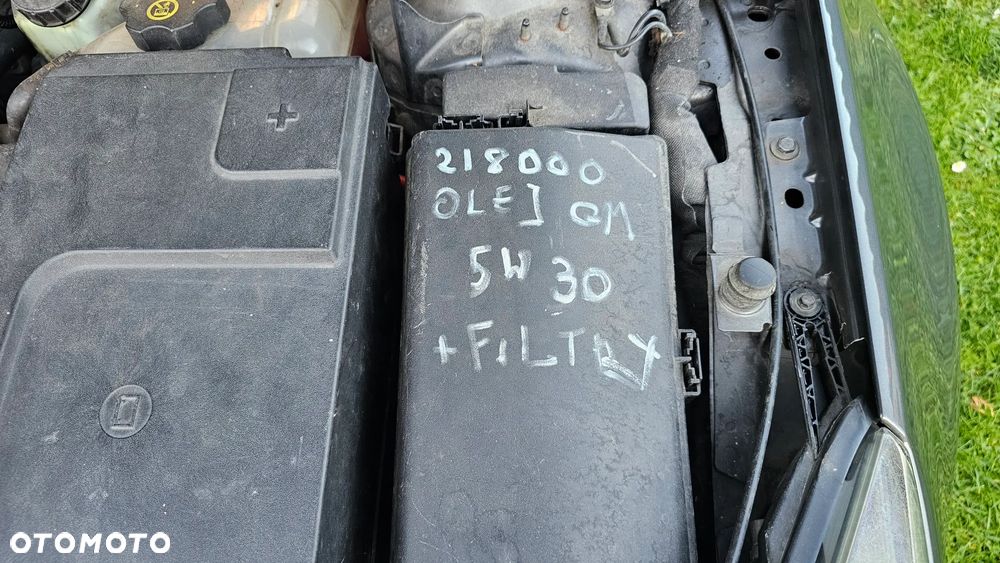 218000
OLEJ GM
5W 30
+ FILTRY
OTOMOTO